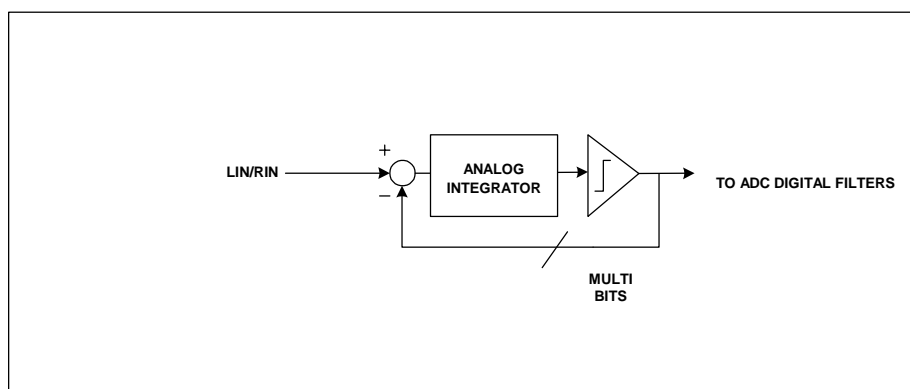 +
LIN/RIN
−
ANALOG
INTEGRATOR
TO ADC DIGITAL FILTERS
MULTI
BITS